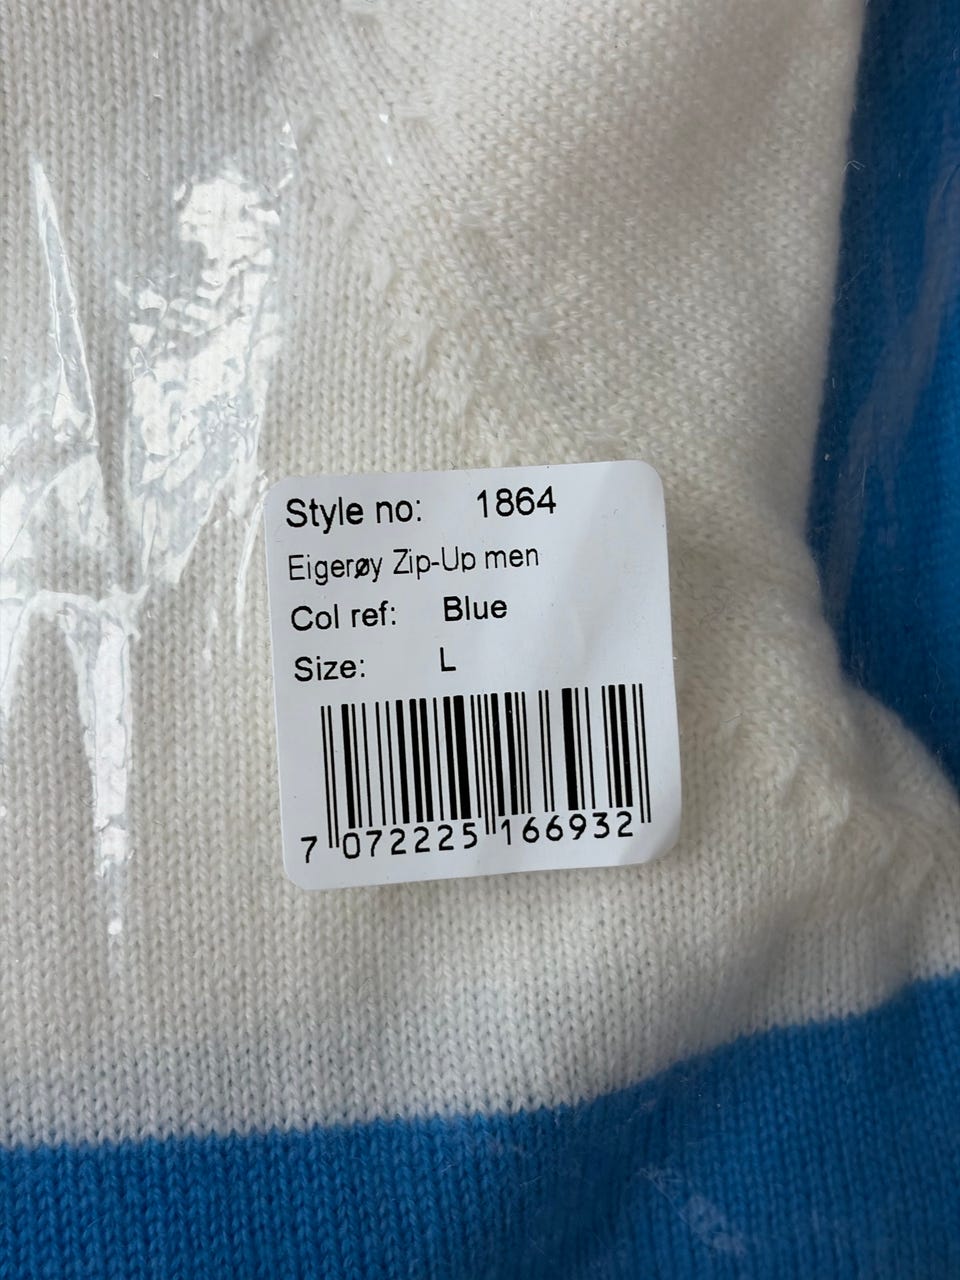 Style no: 1864
Eigerøy Zip-Up men
Col ref: Blue
Size: L
7 072225 166932